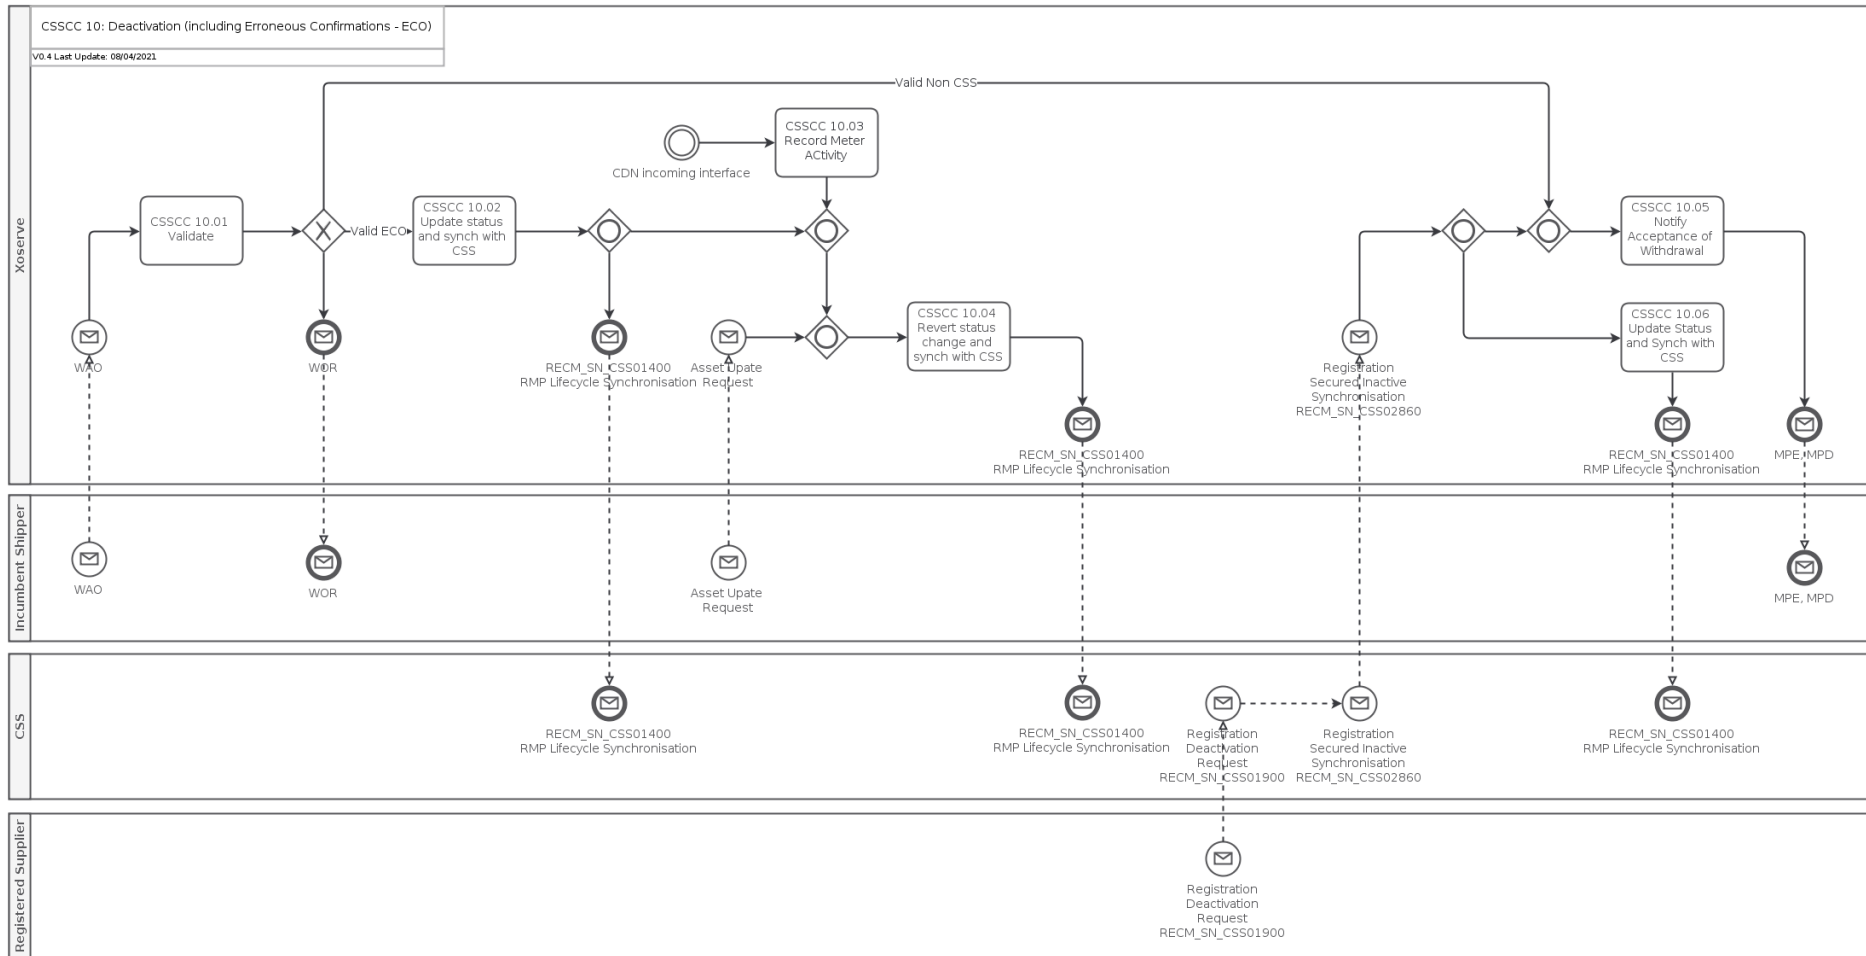 CSSCC 10: Deactivation (including Erroneous Confirmations - ECO)
V0.4 Last Update: 08/04/2021
Xoserve
Valid Non CSS
CSSCC 10.03
Record Meter
ACtivity
CDN incoming interface
CSSCC 10.01
Validate
Valid ECO
CSSCC 10.02
Update status
and synch with
CSS
CSSCC 10.05
Notify
Acceptance of
Withdrawal
CSSCC 10.04
Revert status
change and
synch with CSS
CSSCC 10.06
Update Status
and Synch with
CSS
WAO
WOR
RECM_SN_CSS01400
RMP Lifecycle Synchronisation
Asset Upate
Request
Registration
Secured Inactive
Synchronisation
RECM_SN_CSS02860
RECM_SN_CSS01400
RMP Lifecycle Synchronisation
RECM_SN_CSS01400
RMP Lifecycle Synchronisation
MPE, MPD
Incumbent Shipper
WAO
WOR
Asset Upate
Request
MPE, MPD
CSS
RECM_SN_CSS01400
RMP Lifecycle Synchronisation
RECM_SN_CSS01400
RMP Lifecycle Synchronisation
Registration
Deactivation
Request
RECM_SN_CSS01900
Registration
Secured Inactive
Synchronisation
RECM_SN_CSS02860
RECM_SN_CSS01400
RMP Lifecycle Synchronisation
Registered Supplier
Registration
Deactivation
Request
RECM_SN_CSS01900